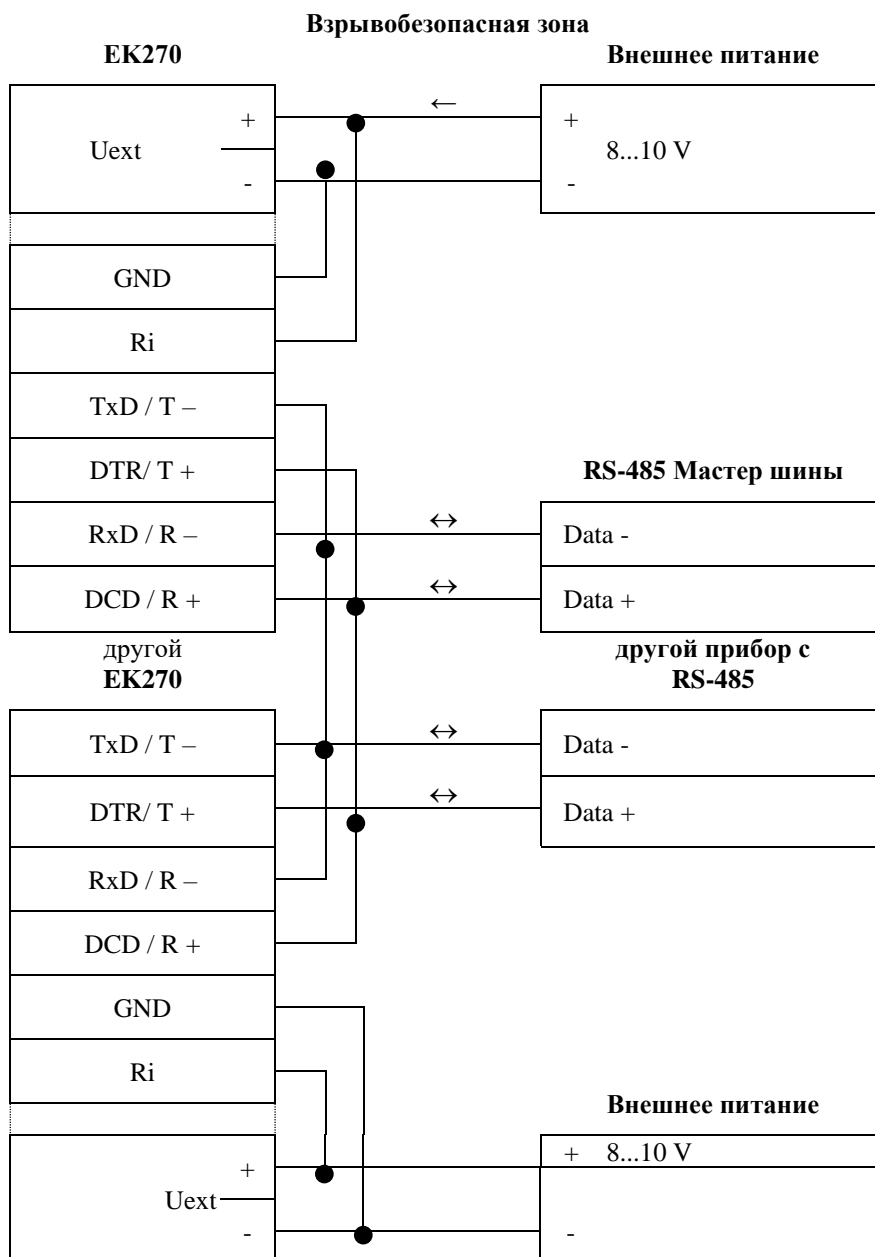 Взрывобезопасная зона
EK270
Внешнее питание
+
←
+
Uext
8...10 V
-
-
GND
Ri
TxD / T –
DTR/ T +
RS-485 Мастер шины
RxD / R –
↔
Data -
DCD / R +
↔
Data +
другой
EK270
другой прибор с
RS-485
TxD / T –
↔
Data -
DTR/ T +
↔
Data +
RxD / R –
DCD / R +
GND
Ri
Внешнее питание
+
+ 8...10 V
Uext
-
-